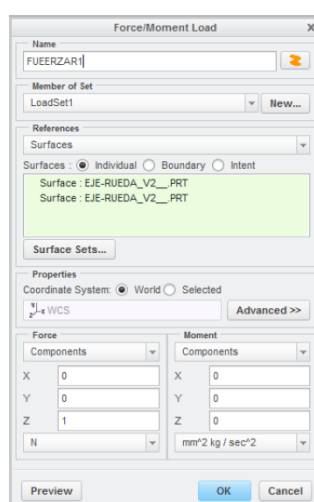 Force/Moment Load X
Name
FUEERZAR1
Member of Set
LoadSet1 New...
References
Surfaces
Surfaces : Individual Boundary Intent
Surface : EJE-RUEDA_V2__.PRT
Surface : EJE-RUEDA_V2__.PRT
Surface Sets...
Properties
Coordinate System: World Selected
WCS Advanced >>
Force Moment
Components Components
X 0 X 0
Y 0 Y 0
Z 1 Z 0
N mm^2 kg / sec^2
Preview OK Cancel